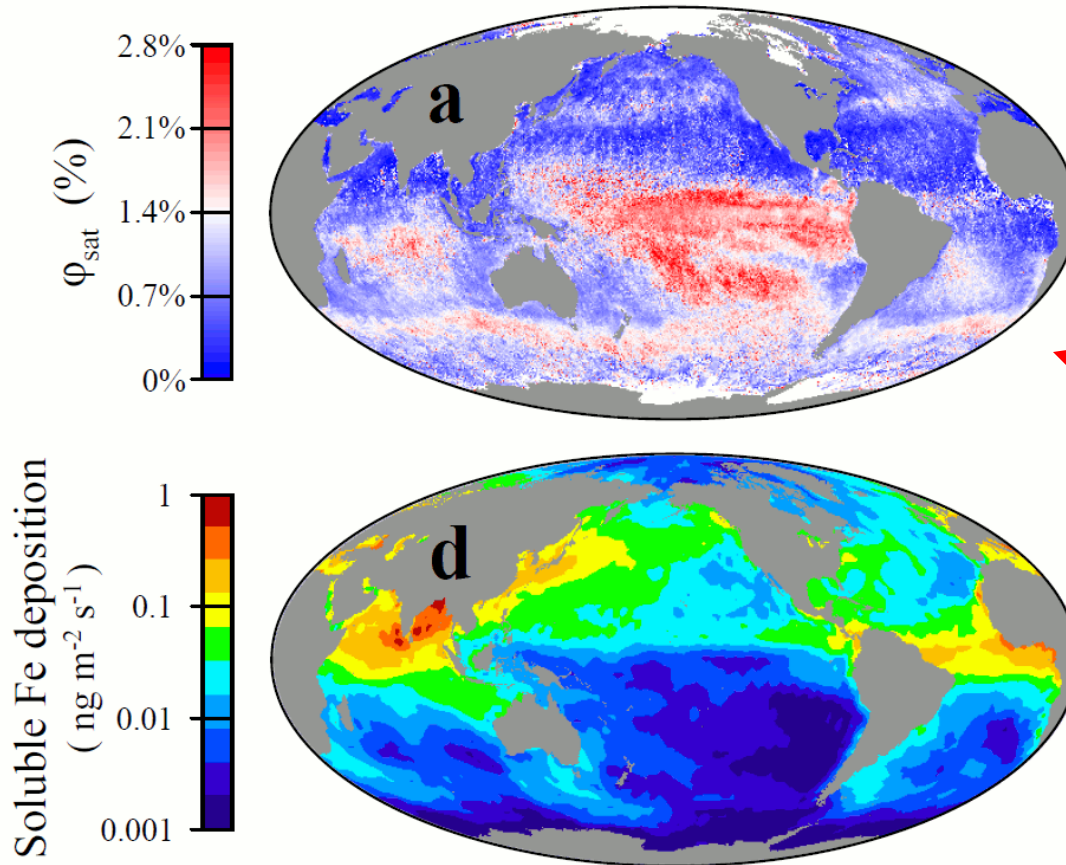 2.8%
2.1%
1.4%
0.7%
0%
φsat (%)
a
Soluble Fe deposition
( ng m-2 s-1)
1
0.1
0.01
0.001
d